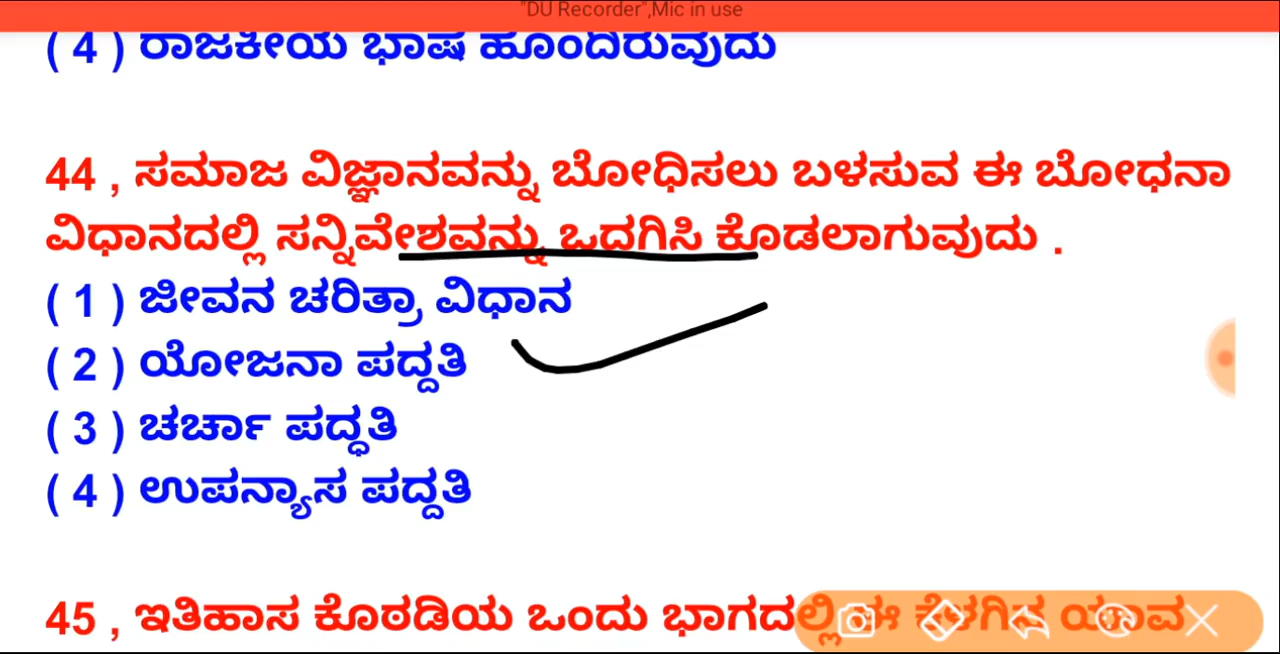 "DU Recorder",Mic in use
( 4 ) ರಾಜಕೀಯ ಭಾಷೆ ಹೊಂದಿರುವುದು
44 , ಸಮಾಜ ವಿಜ್ಞಾನವನ್ನು ಬೋಧಿಸಲು ಬಳಸುವ ಈ ಬೋಧನಾ
ವಿಧಾನದಲ್ಲಿ ಸನ್ನಿವೇಶವನ್ನು ಒದಗಿಸಿ ಕೊಡಲಾಗುವುದು .
( 1 ) ಜೀವನ ಚರಿತ್ರಾ ವಿಧಾನ
( 2 ) ಯೋಜನಾ ಪದ್ದತಿ
( 3 ) ಚರ್ಚಾ ಪದ್ಧತಿ
( 4 ) ಉಪನ್ಯಾಸ ಪದ್ದತಿ
45 , ಇತಿಹಾಸ ಕೊಠಡಿಯ ಒಂದು ಭಾಗದಲ್ಲಿ ಈ ಕೆಳಗಿನ ಯಾವ